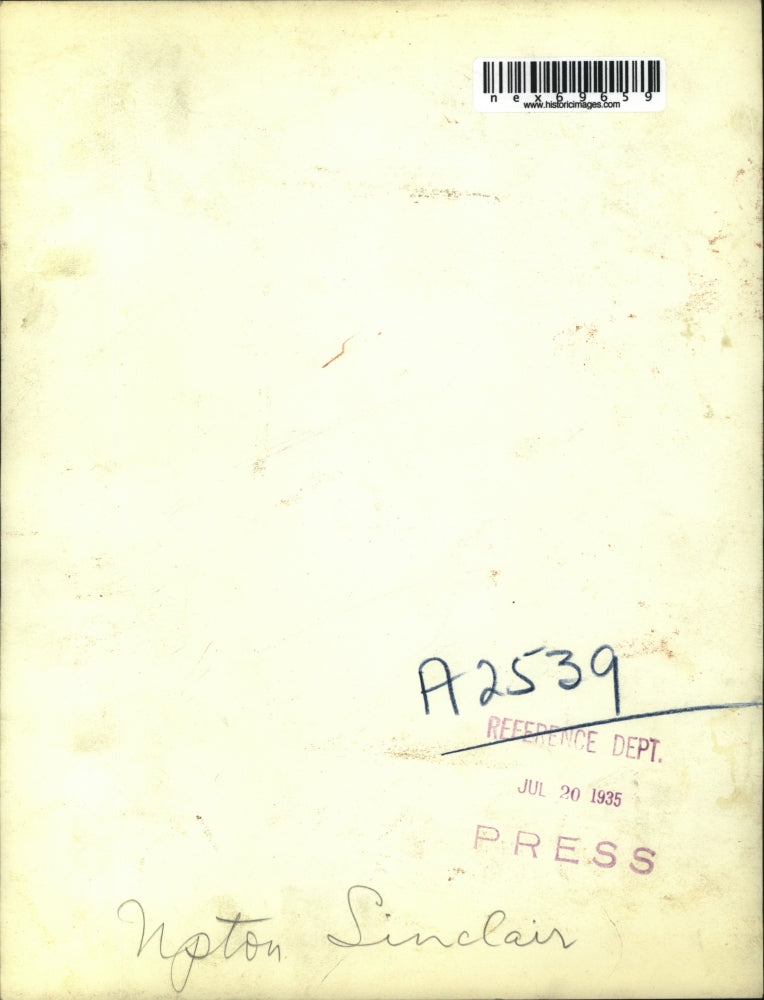 nex69659
www.historicimages.com
A2539
REFERENCE DEPT.
JUL 20 1935
PRESS
Upton Sinclair